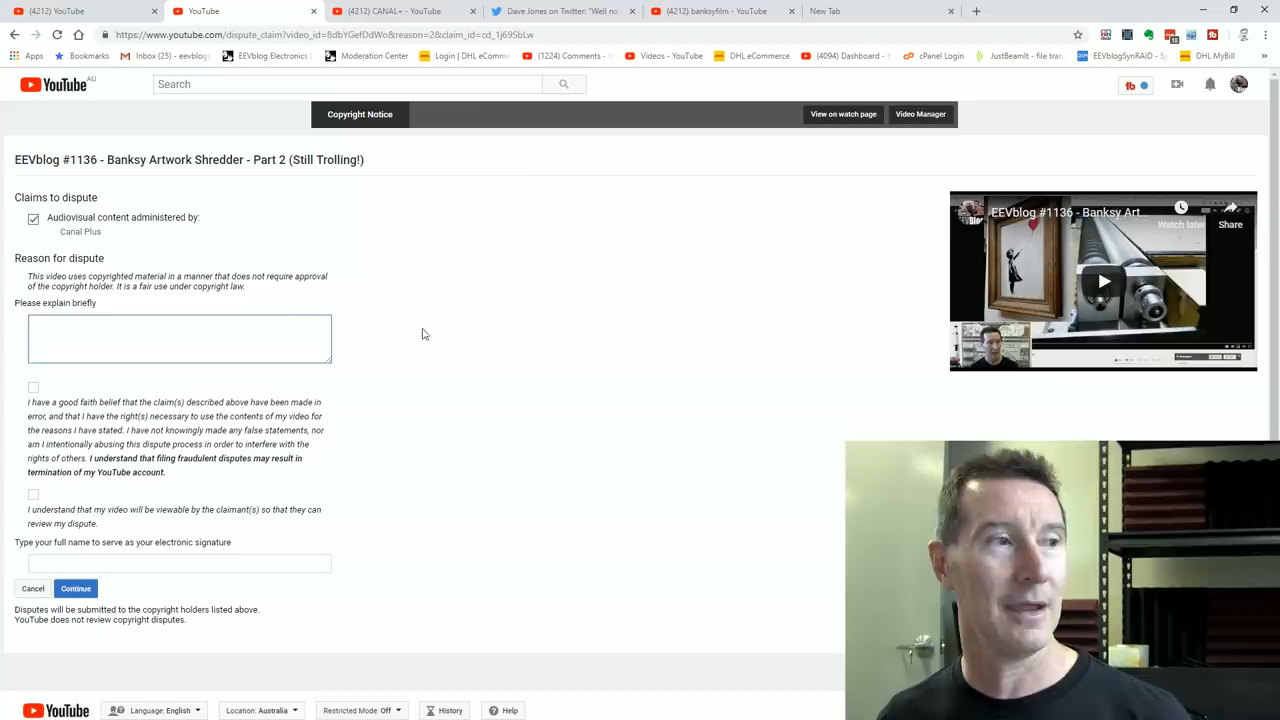 (4212) YouTube
YouTube
(4212) CANAL+ - YouTube
Dave Jones on Twitter: "Well no
(4212) banksyfilm - YouTube
New Tab
https://www.youtube.com/dispute_claim?video_id=8dbYGefDdWo&reason=2&claim_id=cd_1j69SbLw
Apps
Bookmarks
Inbox (25) - eevblog
EEVblog Electronics
Moderation Center
Login | DHL eComme
(1224) Comments -
Videos - YouTube
DHL eCommerce
(4094) Dashboard - Y
cPanel Login
JustBeamIt - file tran
EEVblogSynRAID - Sy
DHL MyBill
YouTube AU
Search
Copyright Notice
View on watch page
Video Manager
EEVblog #1136 - Banksy Artwork Shredder - Part 2 (Still Trolling!)
Claims to dispute
Audiovisual content administered by:
Canal Plus
Reason for dispute
This video uses copyrighted material in a manner that does not require approval
of the copyright holder. It is a fair use under copyright law.
Please explain briefly
I have a good faith belief that the claim(s) described above have been made in
error, and that I have the right(s) necessary to use the contents of my video for
the reasons I have stated. I have not knowingly made any false statements, nor
am I intentionally abusing this dispute process in order to interfere with the
rights of others. I understand that filing fraudulent disputes may result in
termination of my YouTube account.
I understand that my video will be viewable by the claimant(s) so that they can
review my dispute.
Type your full name to serve as your electronic signature
Cancel
Continue
Disputes will be submitted to the copyright holders listed above.
YouTube does not review copyright disputes.
EEVblog #1136 - Banksy Art...
Watch later
Share
YouTube
Language: English
Location: Australia
Restricted Mode: Off
History
Help